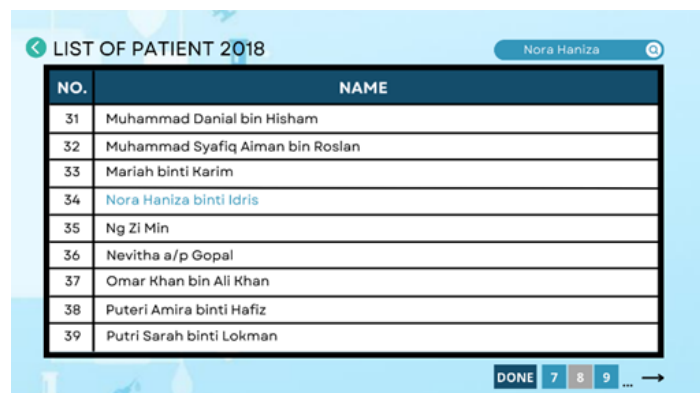 LIST OF PATIENT 2018
Nora Haniza
NO. NAME
31 Muhammad Danial bin Hisham
32 Muhammad Syafiq Aiman bin Roslan
33 Mariah binti Karim
34 Nora Haniza binti Idris
35 Ng Zi Min
36 Nevitha a/p Gopal
37 Omar Khan bin Ali Khan
38 Puteri Amira binti Hafiz
39 Putri Sarah binti Lokman
DONE 7 8 9 ... →